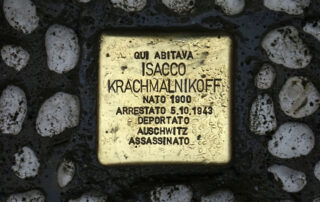 QUI ABITAVA
ISACCO
KRACHMALNIKOFF
NATO 1900
ARRESTATO 5.10.1943
DEPORTATO
AUSCHWITZ
ASSASSINATO